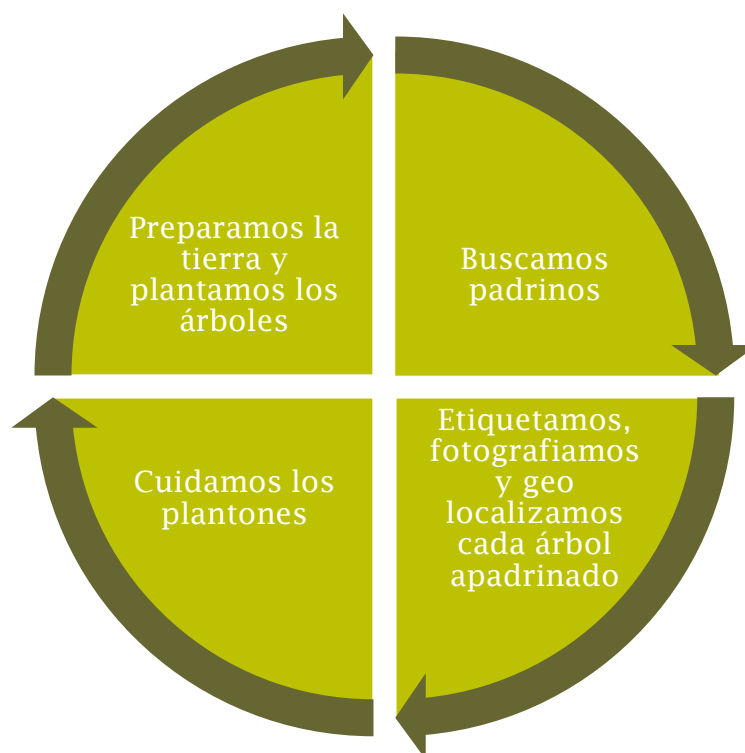 Preparamos la
tierra y
plantamos los
árboles
Buscamos
padrinos
Etiquetamos,
fotografiamos
y geo
localizamos
cada árbol
apadrinado
Cuidamos los
plantones